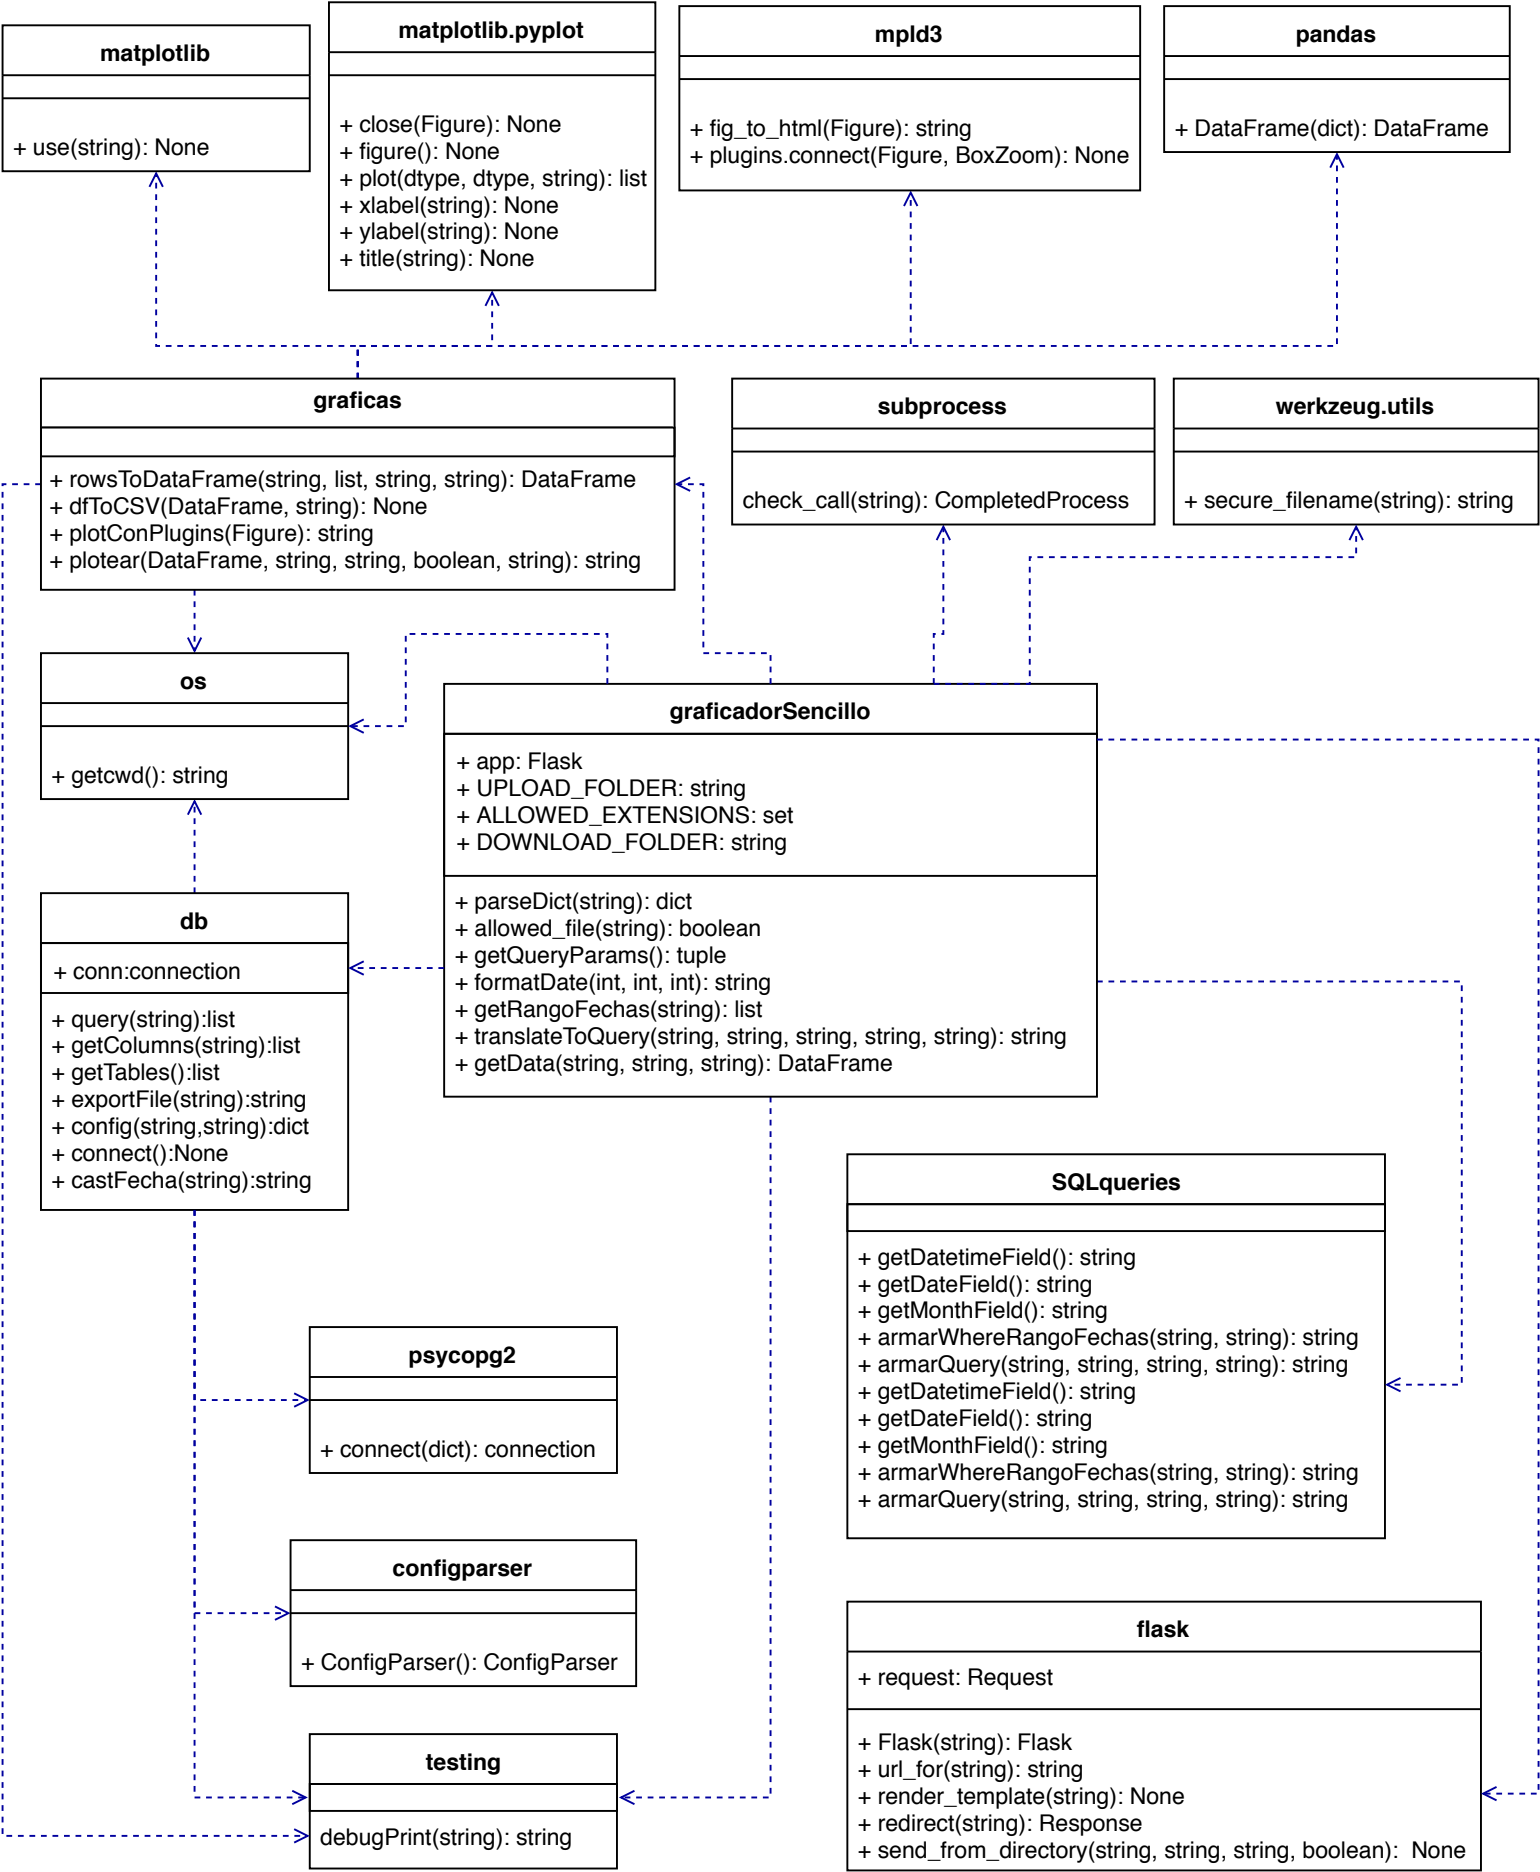 matplotlib
+ use(string): None
matplotlib.pyplot
+ close(Figure): None
+ figure(): None
+ plot(dtype, dtype, string): list
+ xlabel(string): None
+ ylabel(string): None
+ title(string): None
mpld3
+ fig_to_html(Figure): string
+ plugins.connect(Figure, BoxZoom): None
pandas
+ DataFrame(dict): DataFrame
graficas
+ rowsToDataFrame(string, list, string, string): DataFrame
+ dfToCSV(DataFrame, string): None
+ plotConPlugins(Figure): string
+ plotear(DataFrame, string, string, boolean, string): string
subprocess
check_call(string): CompletedProcess
werkzeug.utils
+ secure_filename(string): string
os
+ getcwd(): string
graficadorSencillo
+ app: Flask
+ UPLOAD_FOLDER: string
+ ALLOWED_EXTENSIONS: set
+ DOWNLOAD_FOLDER: string
+ parseDict(string): dict
+ allowed_file(string): boolean
+ getQueryParams(): tuple
+ formatDate(int, int, int): string
+ getRangoFechas(string): list
+ translateToQuery(string, string, string, string, string): string
+ getData(string, string, string): DataFrame
db
+ conn:connection
+ query(string):list
+ getColumns(string):list
+ getTables():list
+ exportFile(string):string
+ config(string,string):dict
+ connect():None
+ castFecha(string):string
SQLqueries
+ getDatetimeField(): string
+ getDateField(): string
+ getMonthField(): string
+ armarWhereRangoFechas(string, string): string
+ armarQuery(string, string, string, string): string
+ getDatetimeField(): string
+ getDateField(): string
+ getMonthField(): string
+ armarWhereRangoFechas(string, string): string
+ armarQuery(string, string, string, string): string
psycopg2
+ connect(dict): connection
configparser
+ ConfigParser(): ConfigParser
testing
debugPrint(string): string
flask
+ request: Request
+ Flask(string): Flask
+ url_for(string): string
+ render_template(string): None
+ redirect(string): Response
+ send_from_directory(string, string, string, boolean):  None